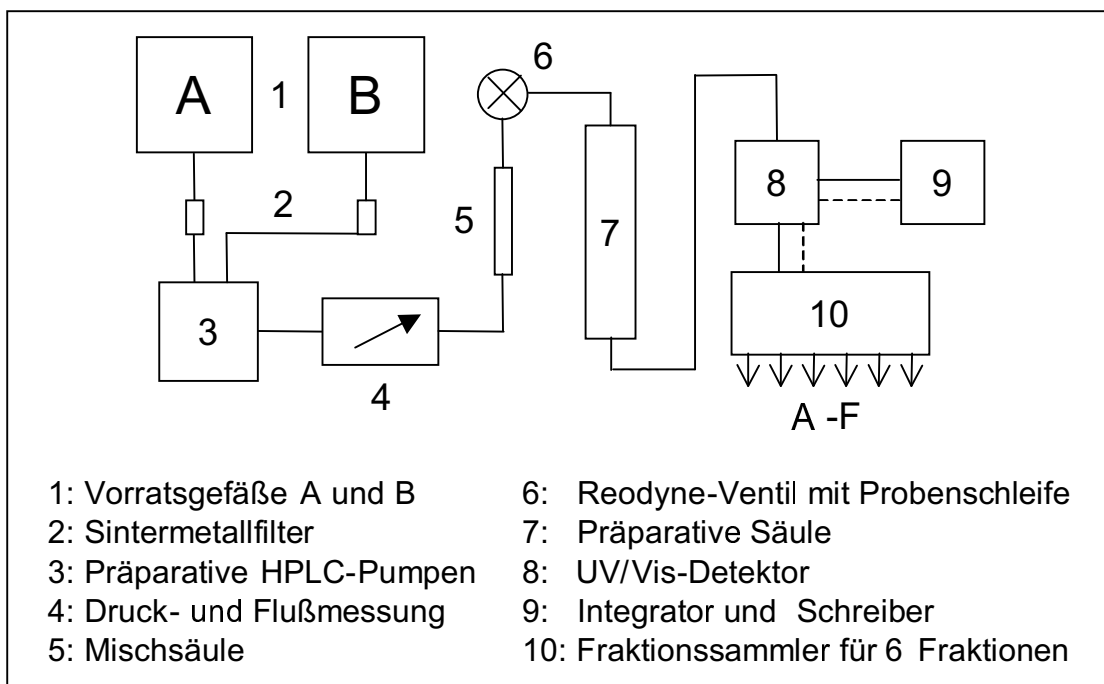 A 1 B
6
2
5
7
8
9
3
4
10
A -F
1: Vorratsgefäße A und B
2: Sintermetallfilter
3: Präparative HPLC-Pumpen
4: Druck- und Flußmessung
5: Mischsäule
6: Reodyne-Ventil mit Probenschleife
7: Präparative Säule
8: UV/Vis-Detektor
9: Integrator und Schreiber
10: Fraktionssammler für 6 Fraktionen